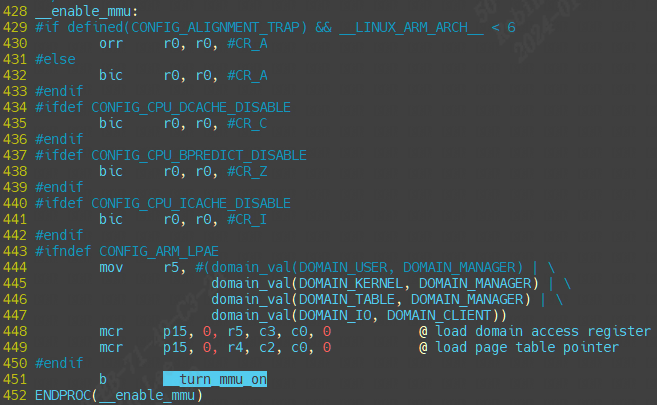 428 __enable_mmu:
429 #if defined(CONFIG_ALIGNMENT_TRAP) && __LINUX_ARM_ARCH__ < 6
430         orr     r0, r0, #CR_A
431 #else
432         bic     r0, r0, #CR_A
433 #endif
434 #ifdef CONFIG_CPU_DCACHE_DISABLE
435         bic     r0, r0, #CR_C
436 #endif
437 #ifdef CONFIG_CPU_BPREDICT_DISABLE
438         bic     r0, r0, #CR_Z
439 #endif
440 #ifdef CONFIG_CPU_ICACHE_DISABLE
441         bic     r0, r0, #CR_I
442 #endif
443 #ifndef CONFIG_ARM_LPAE
444         mov     r5, #(domain_val(DOMAIN_USER, DOMAIN_MANAGER) | \
445                       domain_val(DOMAIN_KERNEL, DOMAIN_MANAGER) | \
446                       domain_val(DOMAIN_TABLE, DOMAIN_MANAGER) | \
447                       domain_val(DOMAIN_IO, DOMAIN_CLIENT))
448         mcr     p15, 0, r5, c3, c0, 0           @ load domain access register
449         mcr     p15, 0, r4, c2, c0, 0           @ load page table pointer
450 #endif
451         b       __turn_mmu_on
452 ENDPROC(__enable_mmu)